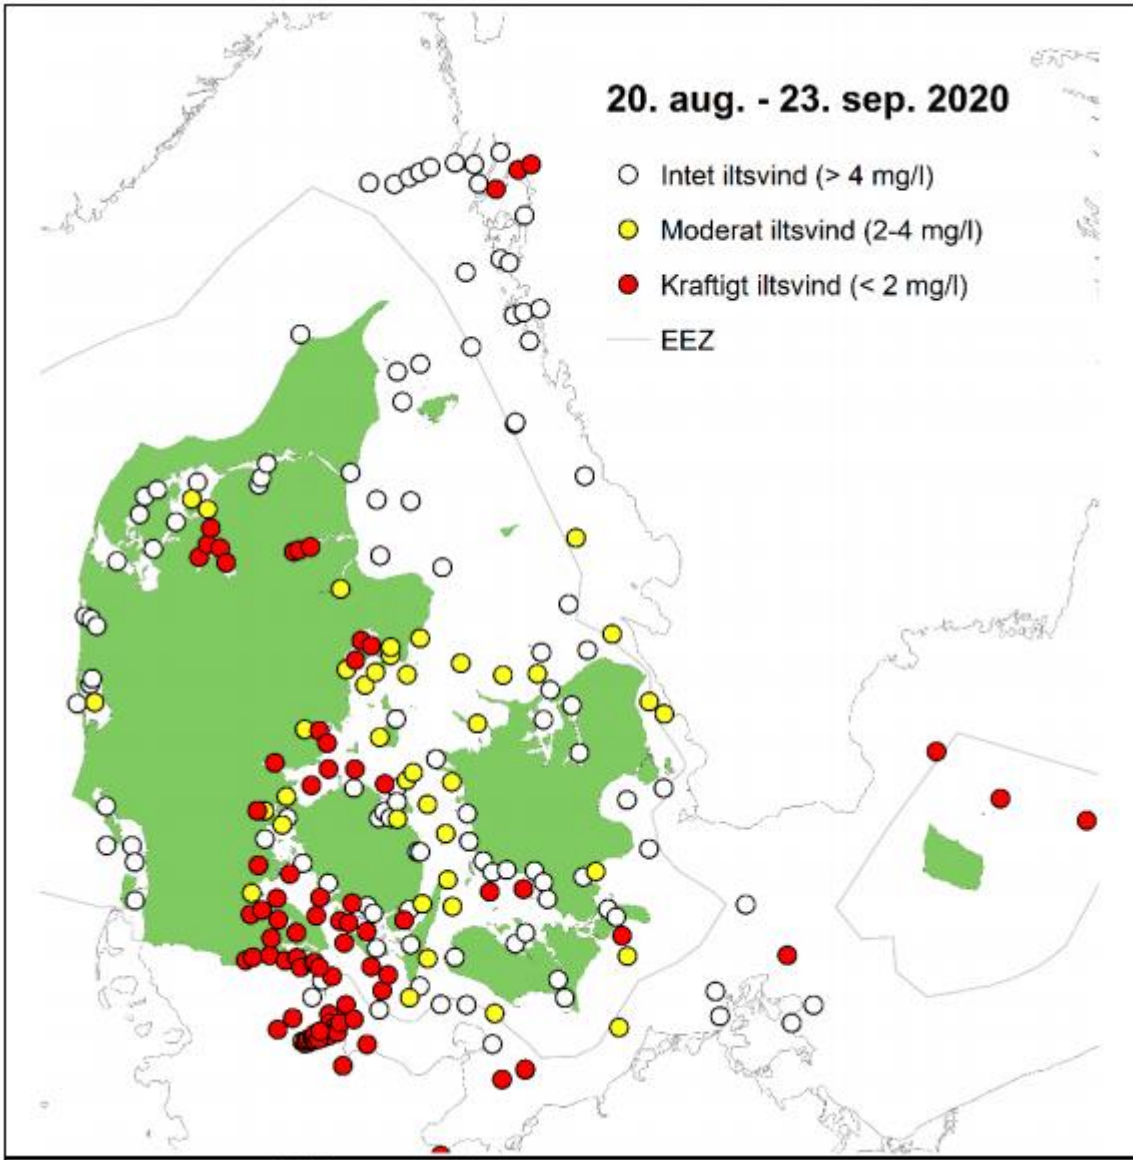 20. aug. - 23. sep. 2020
Intet iltsvind (> 4 mg/l)
Moderat iltsvind (2-4 mg/l)
Kraftigt iltsvind (< 2 mg/l)
EEZ